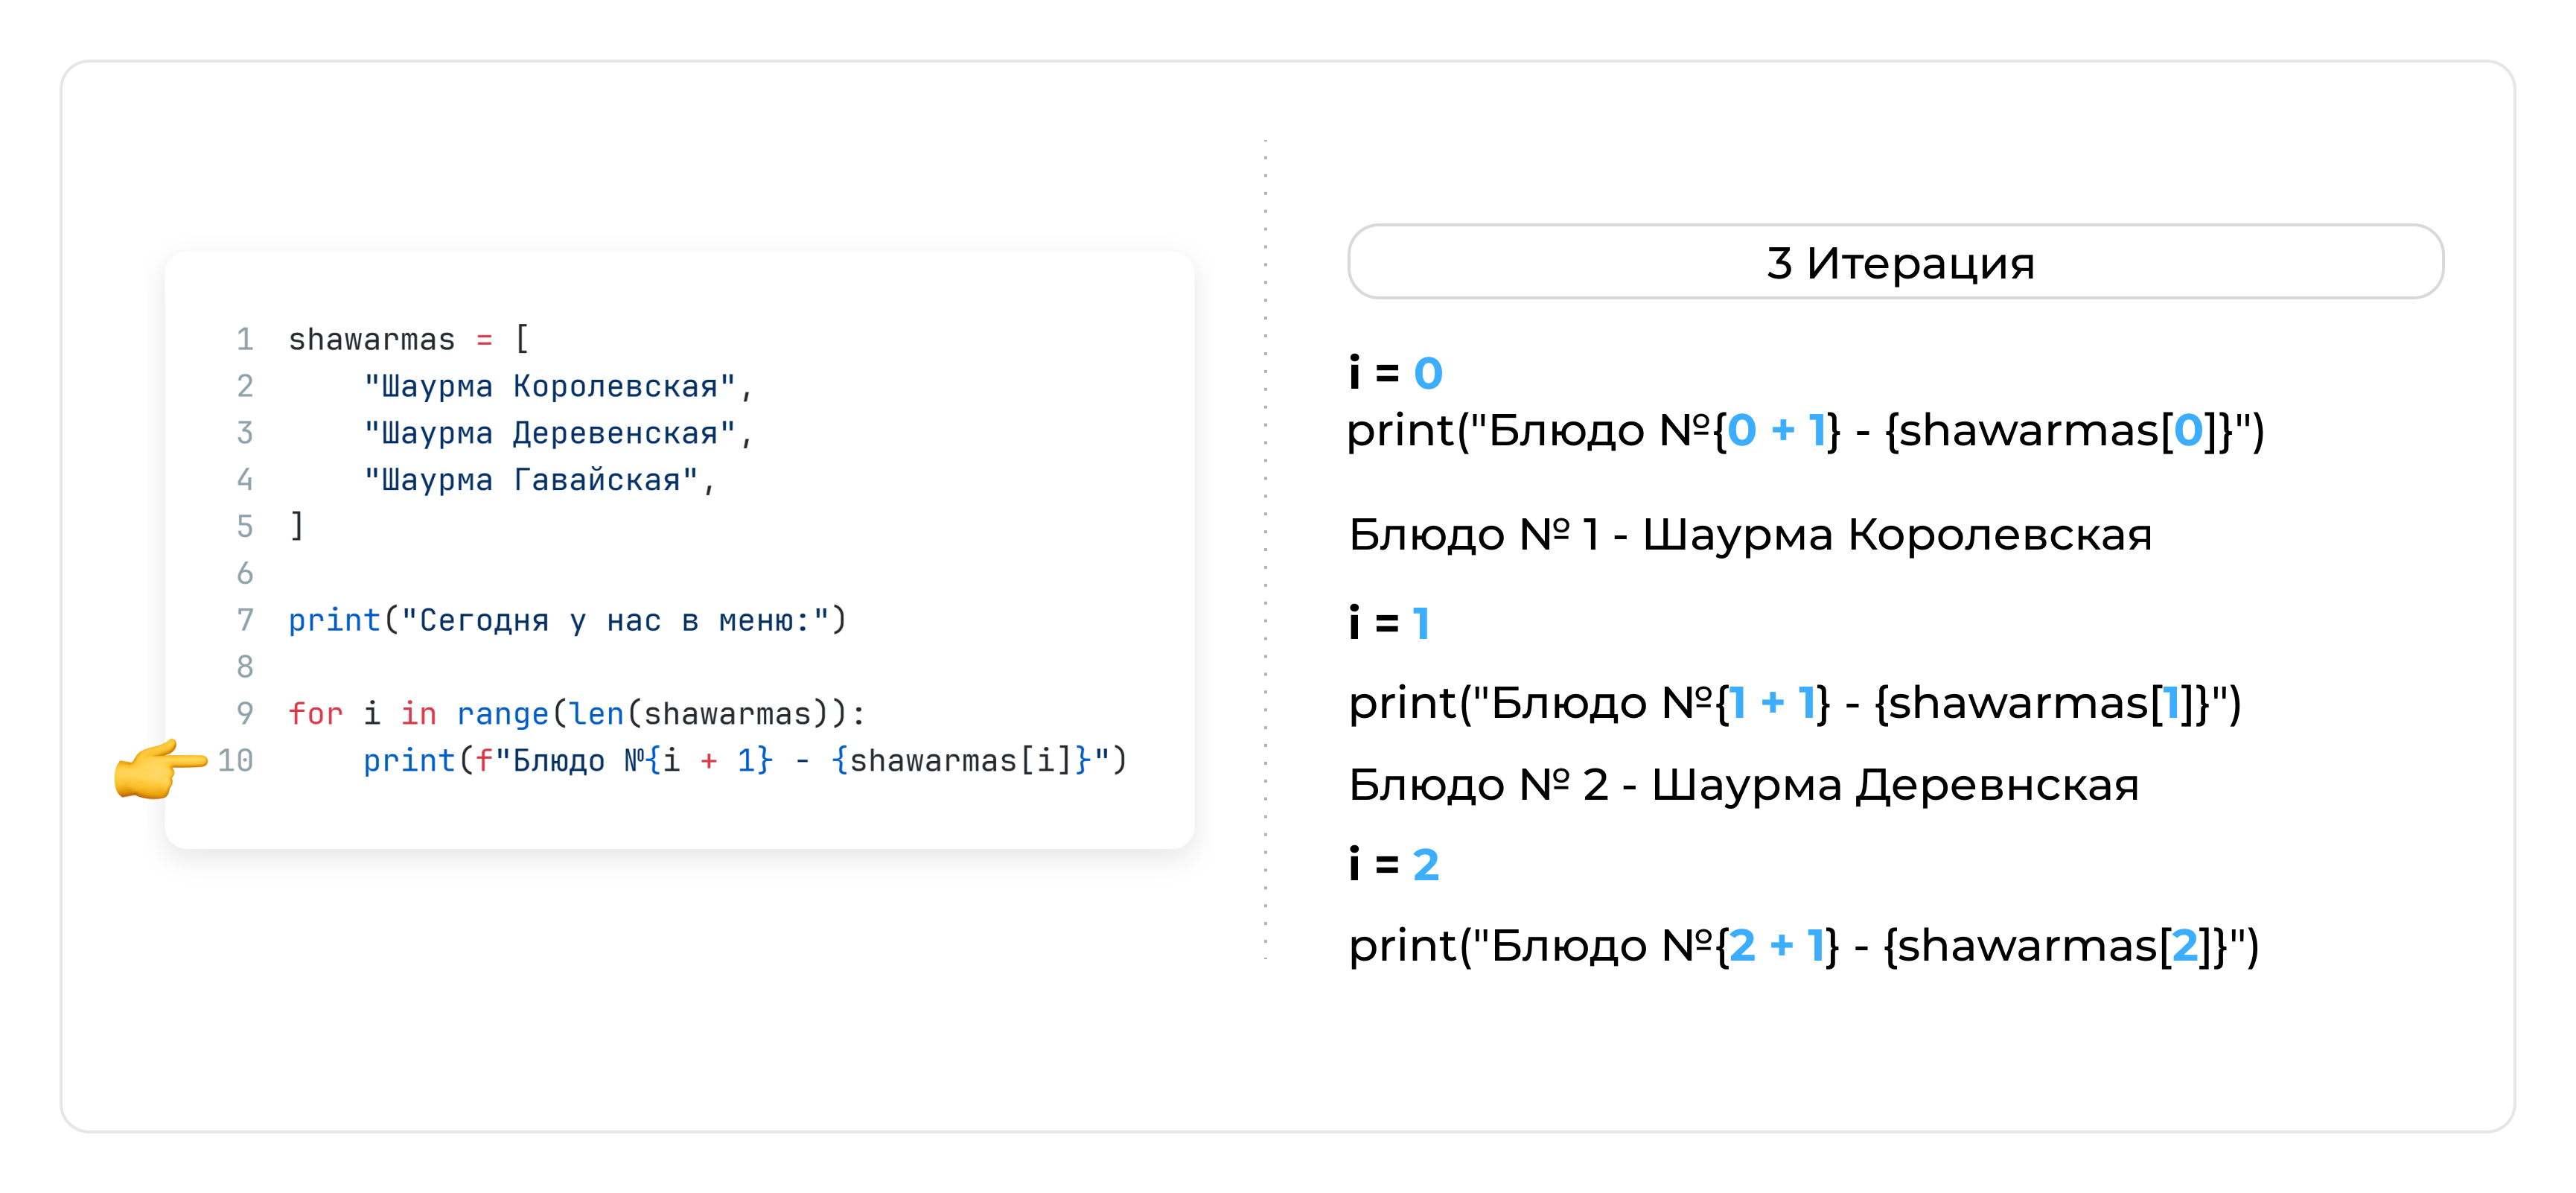 1 shawarmas = [
2     "Шаурма Королевская",
3     "Шаурма Деревенская",
4     "Шаурма Гавайская",
5 ]
6
7 print("Сегодня у нас в меню:")
8
9 for i in range(len(shawarmas)):
10     print(f"Блюдо №{i + 1} - {shawarmas[i]}")
3 Итерация
i = 0
print("Блюдо №{0 + 1} - {shawarmas[0]}")
Блюдо № 1 - Шаурма Королевская
i = 1
print("Блюдо №{1 + 1} - {shawarmas[1]}")
Блюдо № 2 - Шаурма Деревнская
i = 2
print("Блюдо №{2 + 1} - {shawarmas[2]}")